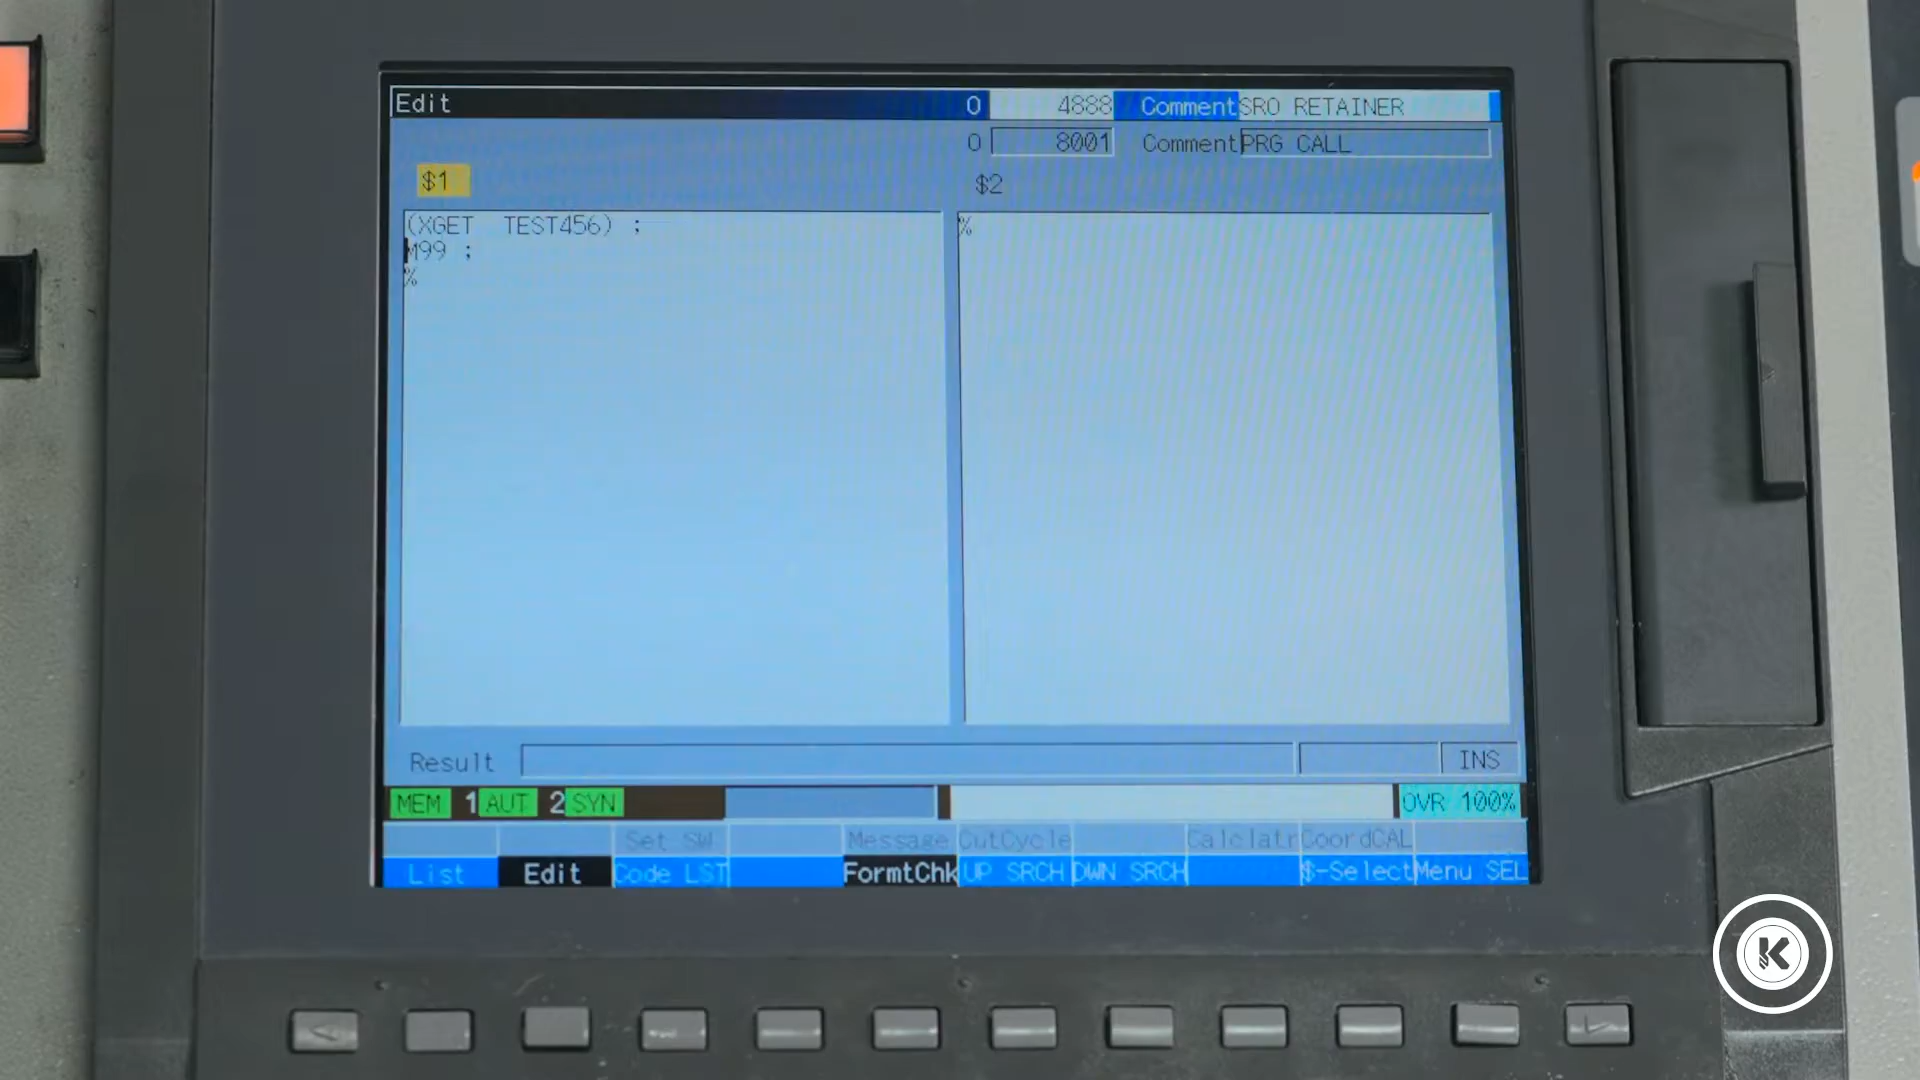 Edit O 4888 Comment SRO RETAINER
O 8001 Comment PRG CALL
$1 $2
(XGET TEST456) ;
M99 ;
%
%
Result INS
MEM 1 AUT 2 SYN OVR 100%
Set SW Message CutCycle Calclatr CoordCAL
List Edit Code LST FormtChk UP SRCH DWN SRCH $-Select Menu SEL
K